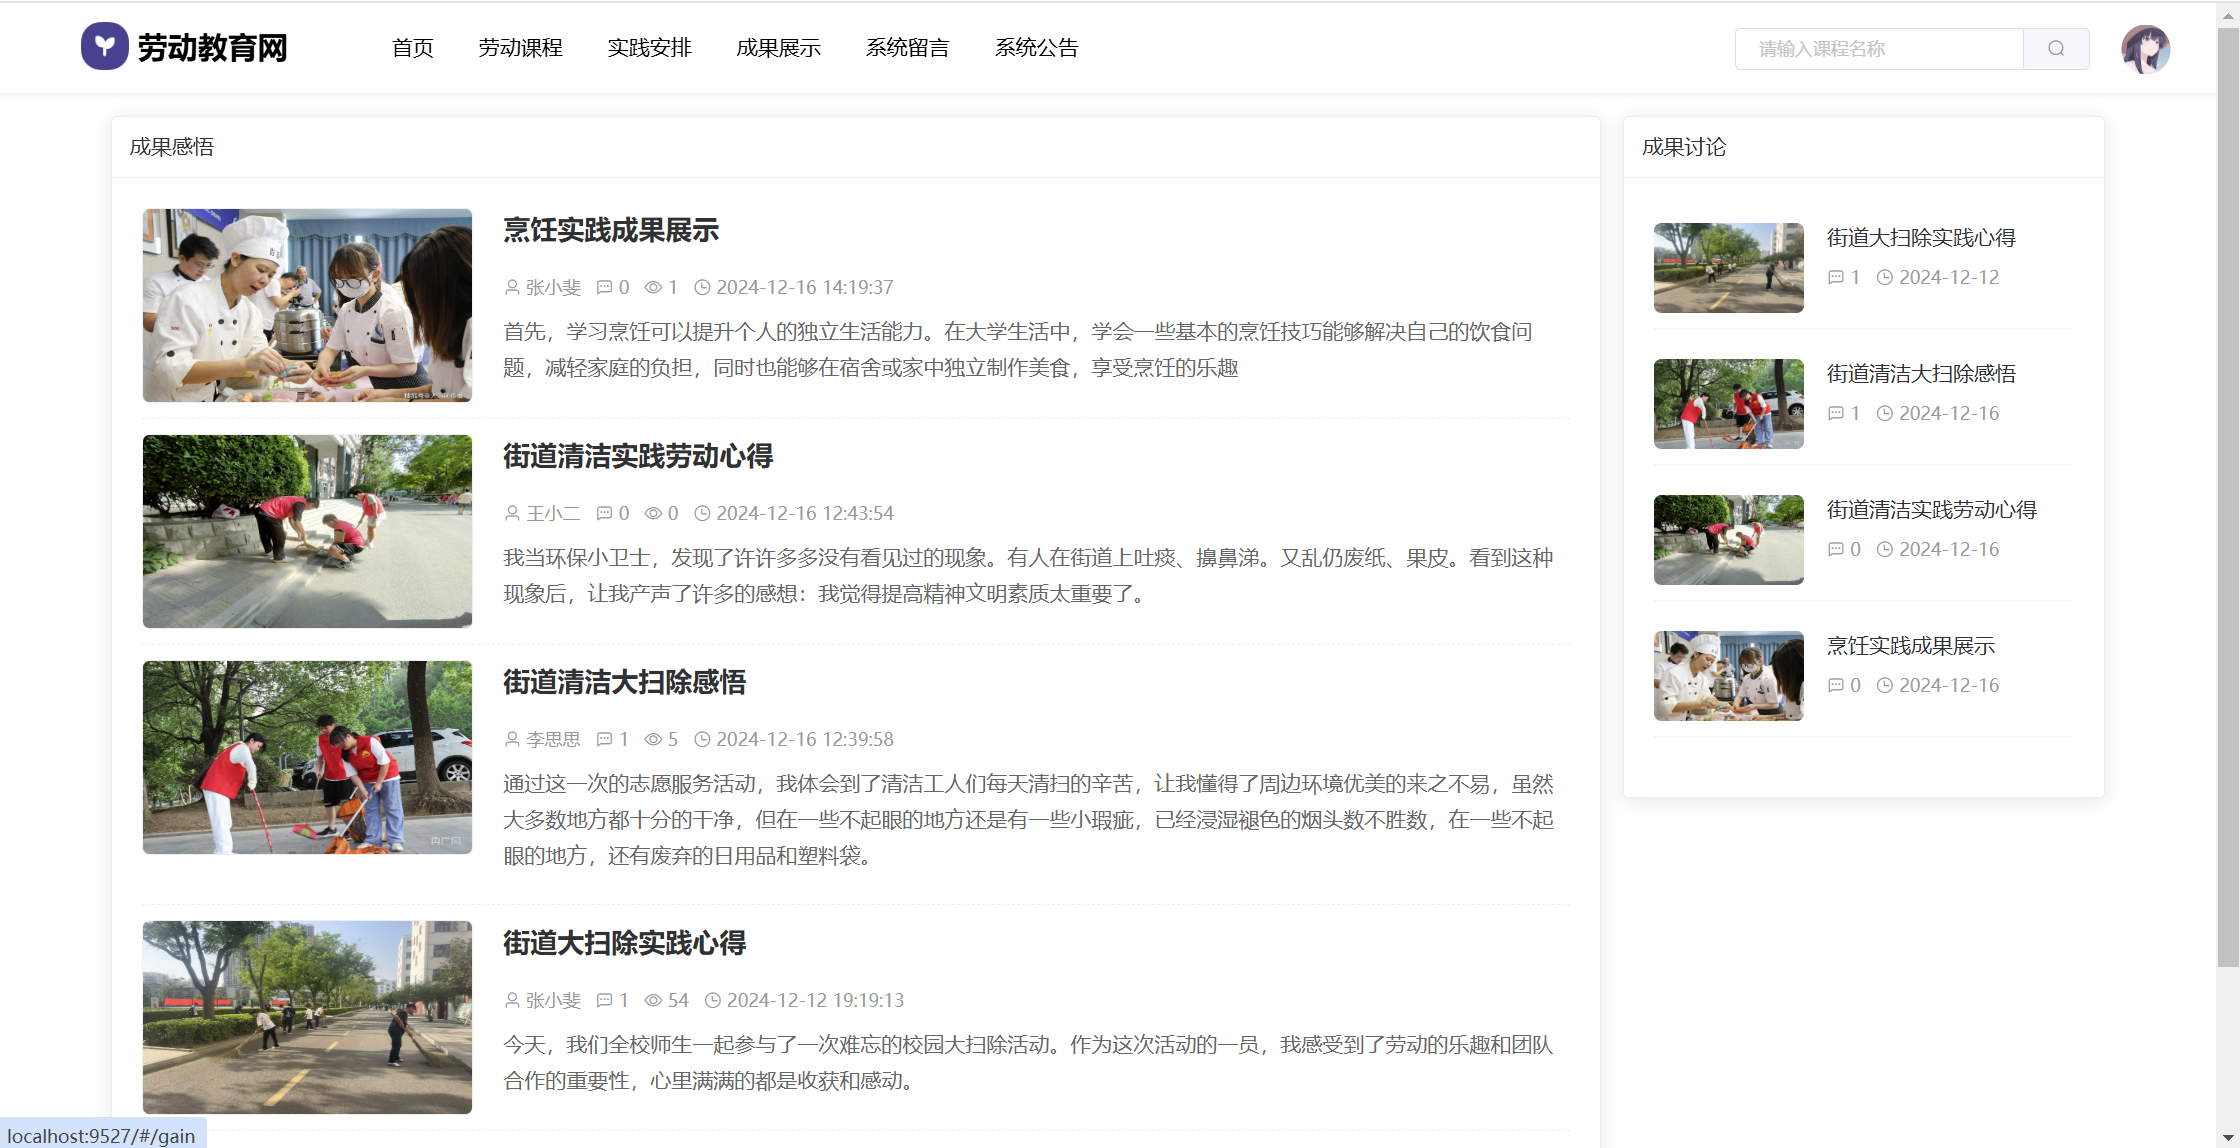 劳动教育网
首页
劳动课程
实践安排
成果展示
系统留言
系统公告
请输入课程名称
成果感悟
烹饪实践成果展示
张小斐 0 1 2024-12-16 14:19:37
首先，学习烹饪可以提升个人的独立生活能力。在大学生活中，学会一些基本的烹饪技巧能够解决自己的饮食问
题，减轻家庭的负担，同时也能够在宿舍或家中独立制作美食，享受烹饪的乐趣
街道清洁实践劳动心得
王小二 0 0 2024-12-16 12:43:54
我当环保小卫士，发现了许许多多没有看见过的现象。有人在街道上吐痰、擤鼻涕。又乱仍废纸、果皮。看到这种
现象后，让我产声了许多的感想：我觉得提高精神文明素质太重要了。
街道清洁大扫除感悟
李思思 1 5 2024-12-16 12:39:58
通过这一次的志愿服务活动，我体会到了清洁工人们每天清扫的辛苦，让我懂得了周边环境优美的来之不易，虽然
大多数地方都十分的干净，但在一些不起眼的地方还是有一些小瑕疵，已经浸湿褪色的烟头数不胜数，在一些不起
眼的地方，还有废弃的日用品和塑料袋。
央广网
街道大扫除实践心得
张小斐 1 54 2024-12-12 19:19:13
今天，我们全校师生一起参与了一次难忘的校园大扫除活动。作为这次活动的一员，我感受到了劳动的乐趣和团队
合作的重要性，心里满满的都是收获和感动。
成果讨论
街道大扫除实践心得
1 2024-12-12
街道清洁大扫除感悟
1 2024-12-16
街道清洁实践劳动心得
0 2024-12-16
烹饪实践成果展示
0 2024-12-16
localhost:9527/#/gain